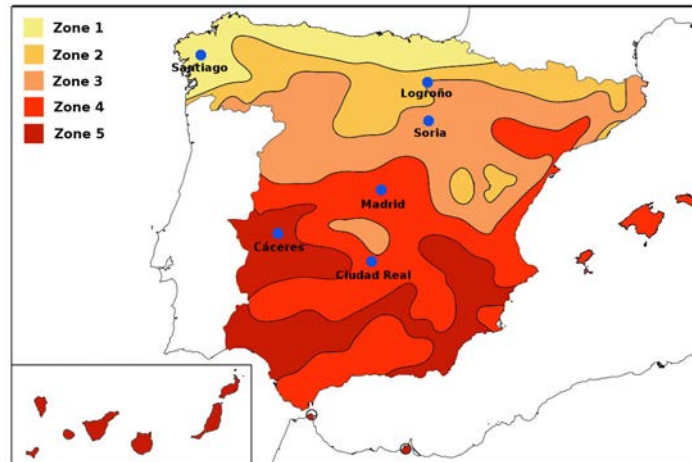 Zone 1
Zone 2
Zone 3
Zone 4
Zone 5
Santiago
Logroño
Soria
Madrid
Cáceres
Ciudad Real